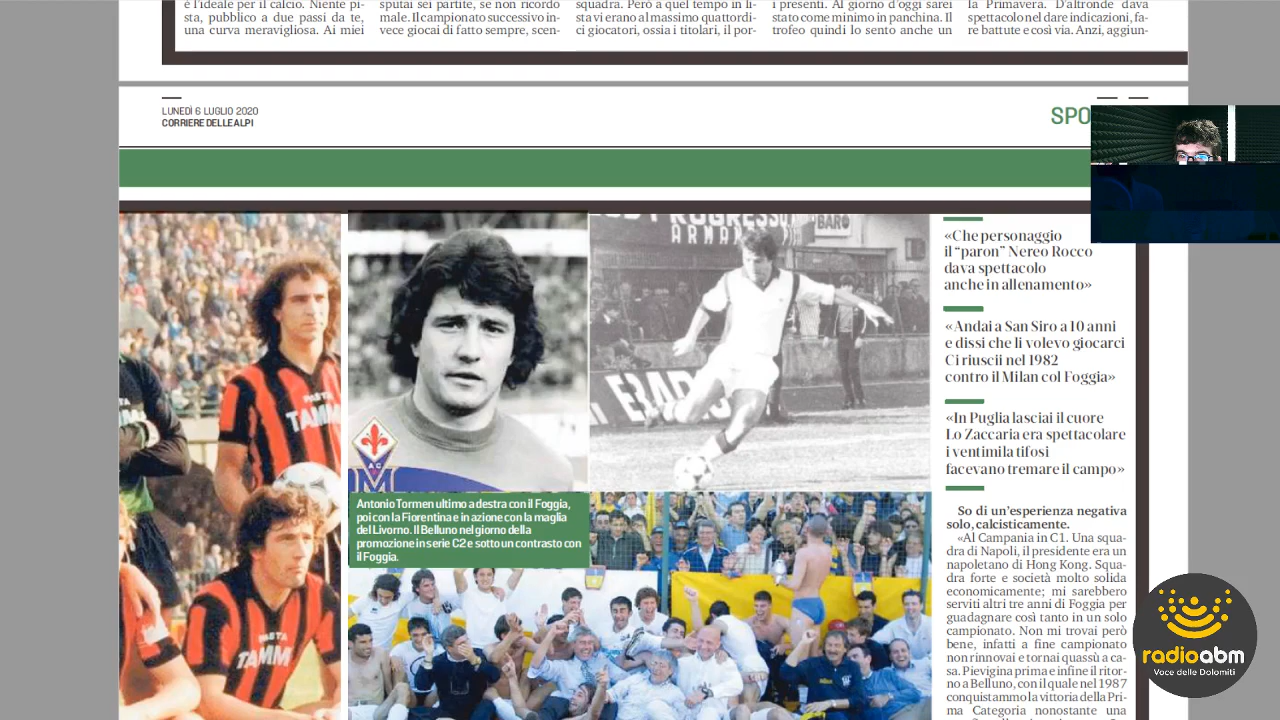 è l'ideale per il calcio. Niente pi-
sta, pubblico a due passi da te,
una curva meravigliosa. Ai miei
sputai sei partite, se non ricordo
male. Il campionato successivo in-
vece giocai di fatto sempre, scen-
squadra. Però a quel tempo in li-
sta vi erano al massimo quattordi-
ci giocatori, ossia i titolari, il por-
i presenti. Al giorno d'oggi sarei
stato come minimo in panchina. Il
trofeo quindi lo sento anche un
la Primavera. D'altronde dava
spettacolo nel dare indicazioni, fa-
re battute e così via. Anzi, aggiun-
LUNEDÌ 6 LUGLIO 2020
CORRIERE DELLE ALPI
SPO
PROGRESSO
ARMA
BARO
PASTA
TAMM
PASTA
TAMM
AC
«Che personaggio
il “paron” Nereo Rocco
dava spettacolo
anche in allenamento»
«Andai a San Siro a 10 anni
e dissi che lì volevo giocarci
Ci riuscii nel 1982
contro il Milan col Foggia»
«In Puglia lasciai il cuore
Lo Zaccaria era spettacolare
i ventimila tifosi
facevano tremare il campo»
Antonio Tormen ultimo a destra con il Foggia,
poi con la Fiorentina e in azione con la maglia
del Livorno. Il Belluno nel giorno della
promozione in serie C2 e sotto un contrasto con
il Foggia.
So di un'esperienza negativa
solo, calcisticamente.
«Al Campania in C1. Una squa-
dra di Napoli, il presidente era un
napoletano di Hong Kong. Squa-
dra forte e società molto solida
economicamente; mi sarebbero
serviti altri tre anni di Foggia per
guadagnare così tanto in un solo
campionato. Non mi trovai però
bene, infatti a fine campionato
non rinnovai e tornai quassù a ca-
sa. Pievigina prima e infine il ritor-
no a Belluno, con il quale nel 1987
conquistammo la vittoria della Pri-
ma Categoria nonostante una
radioabm
Voce delle Dolomiti